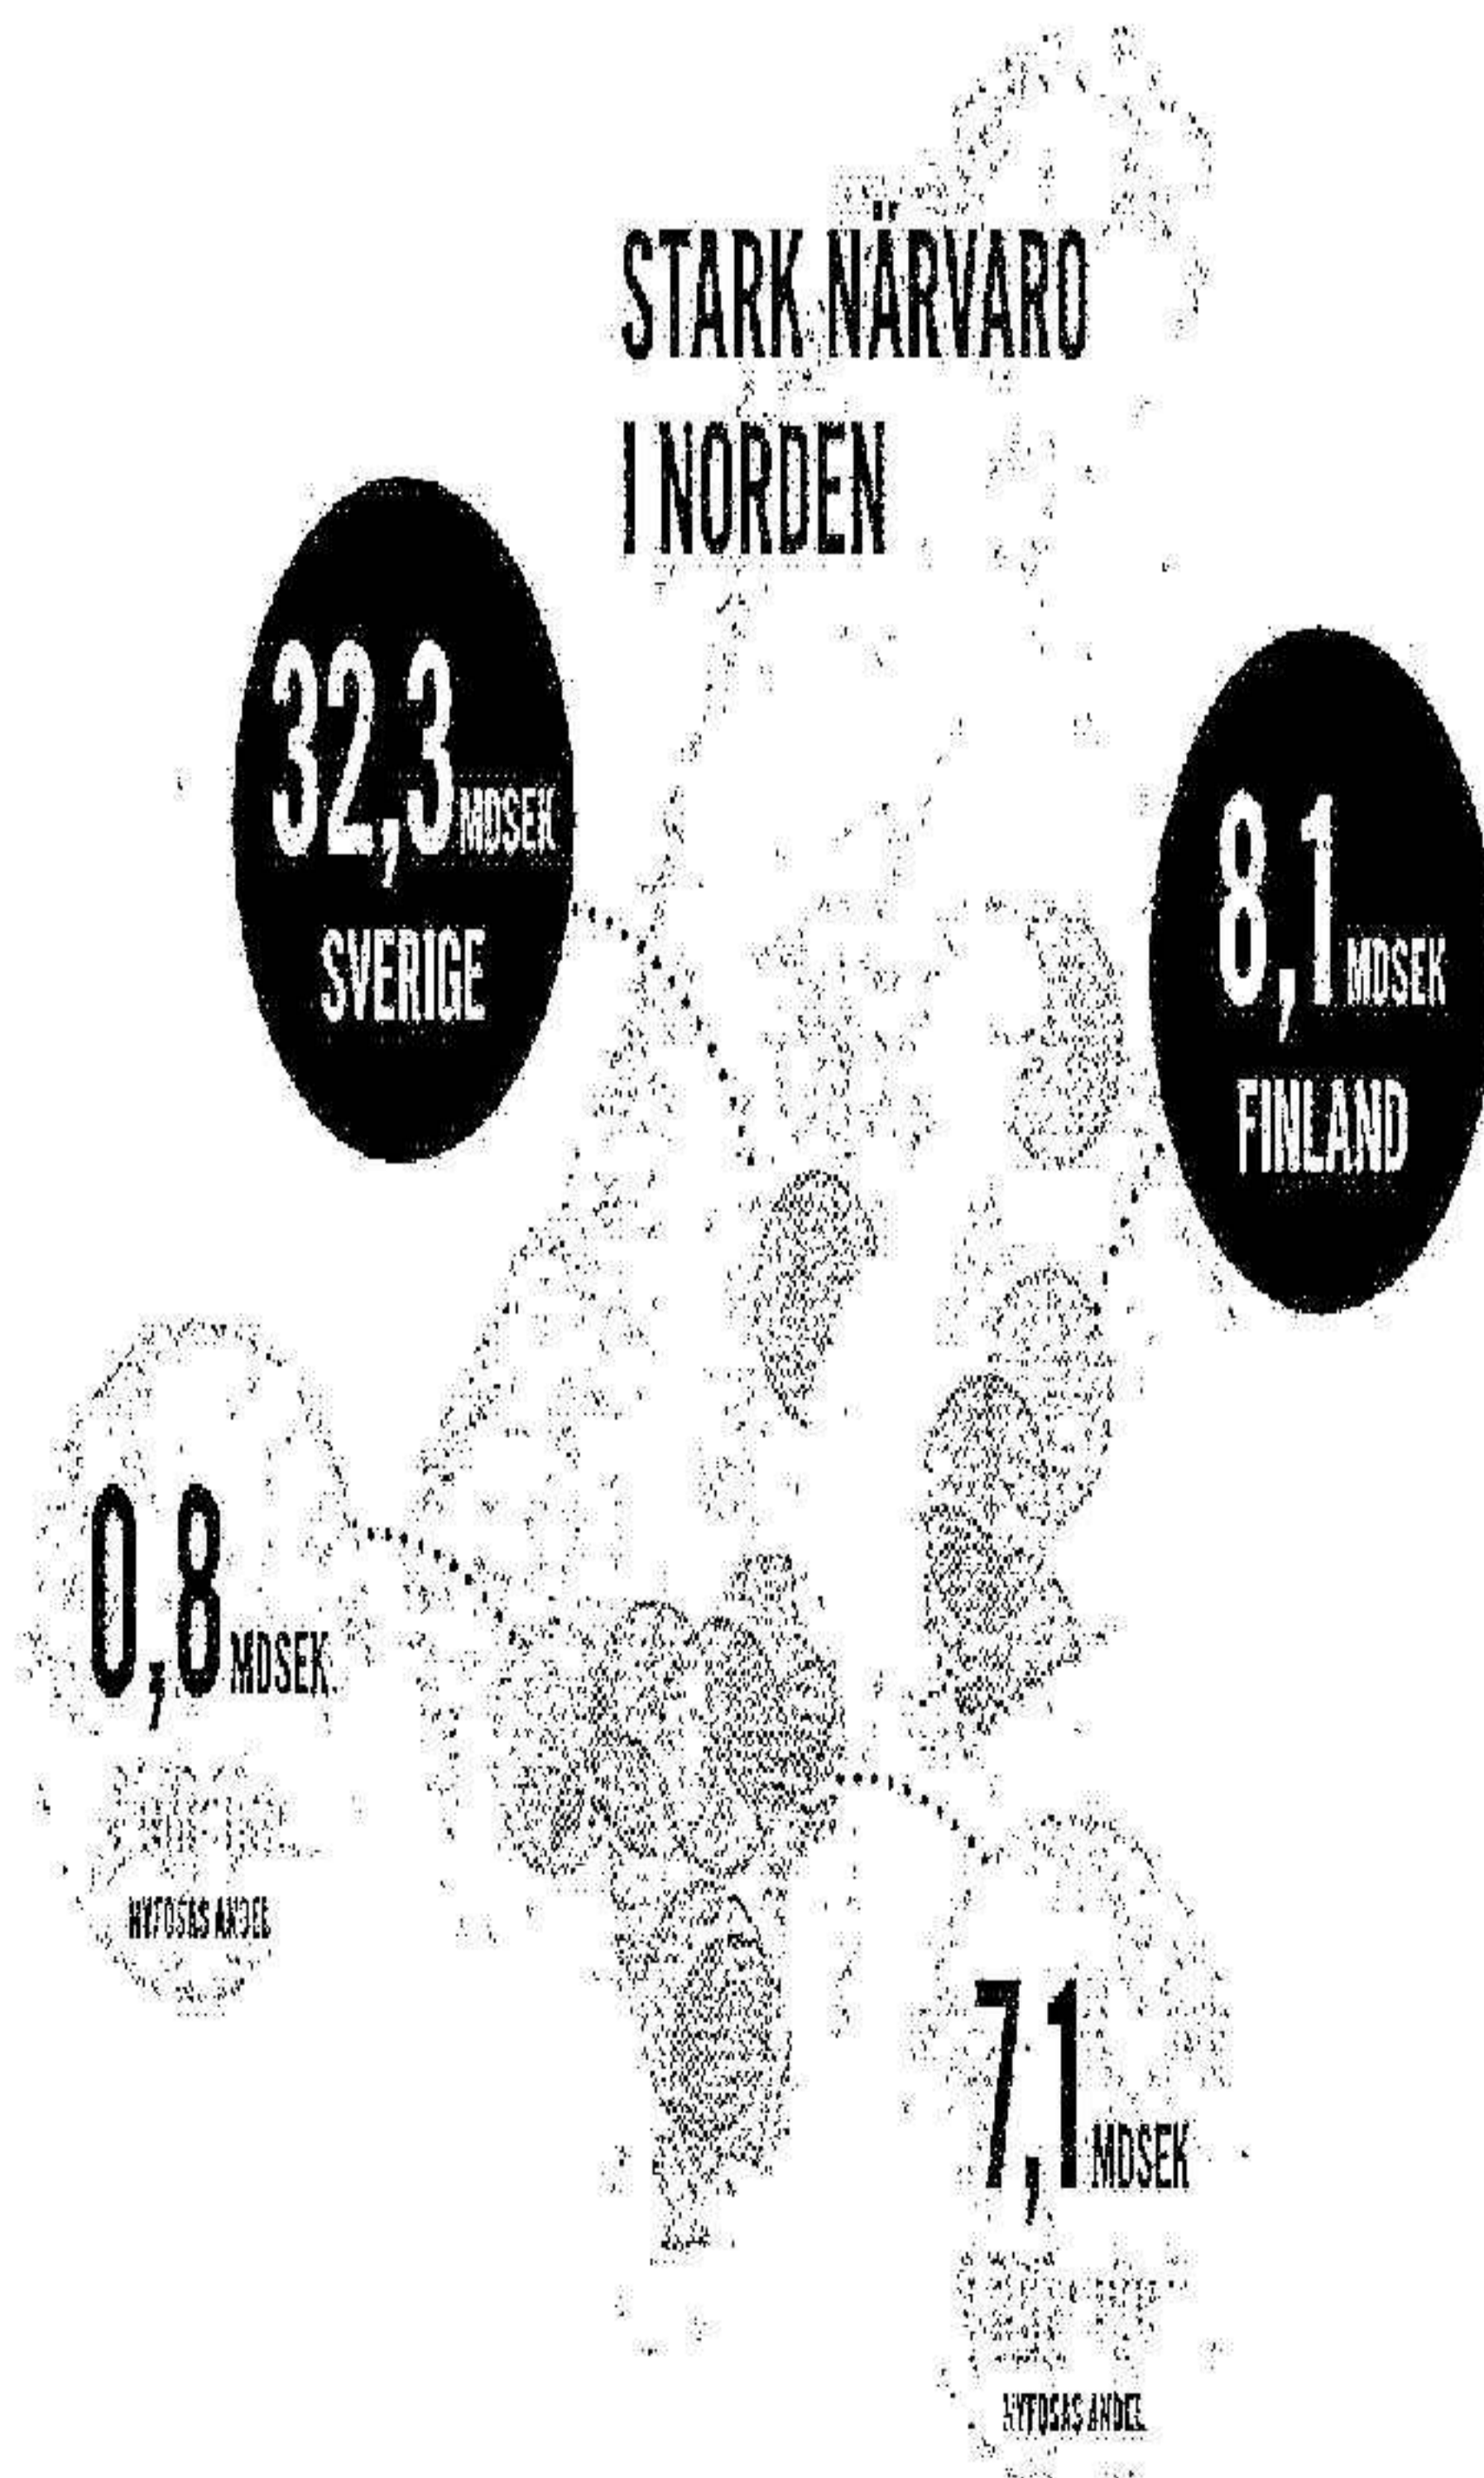 STARK NÄRVARO
I NORDEN
32,3 MDSEK
SVERIGE
8,1 MDSEK
FINLAND
0,8 MDSEK
NYFOSAS ANDEL
7,1 MDSEK
NYFOSAS ANDEL